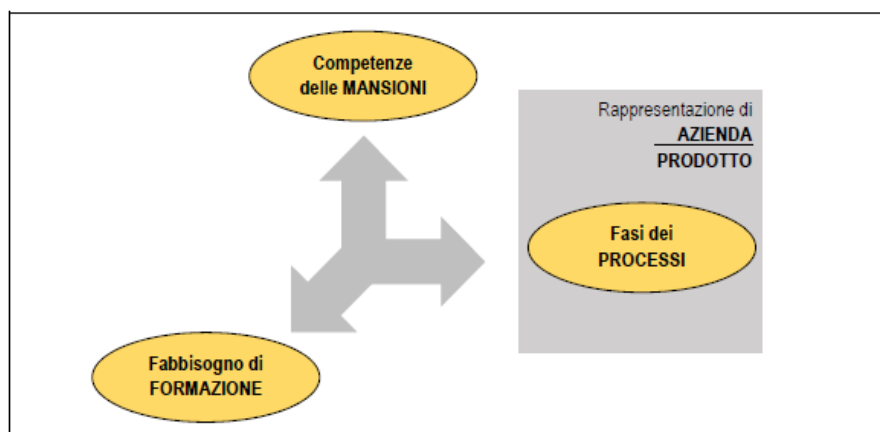 Competenze
delle MANSIONI
Rappresentazione di
AZIENDA
PRODOTTO
Fasi dei
PROCESSI
Fabbisogno di
FORMAZIONE